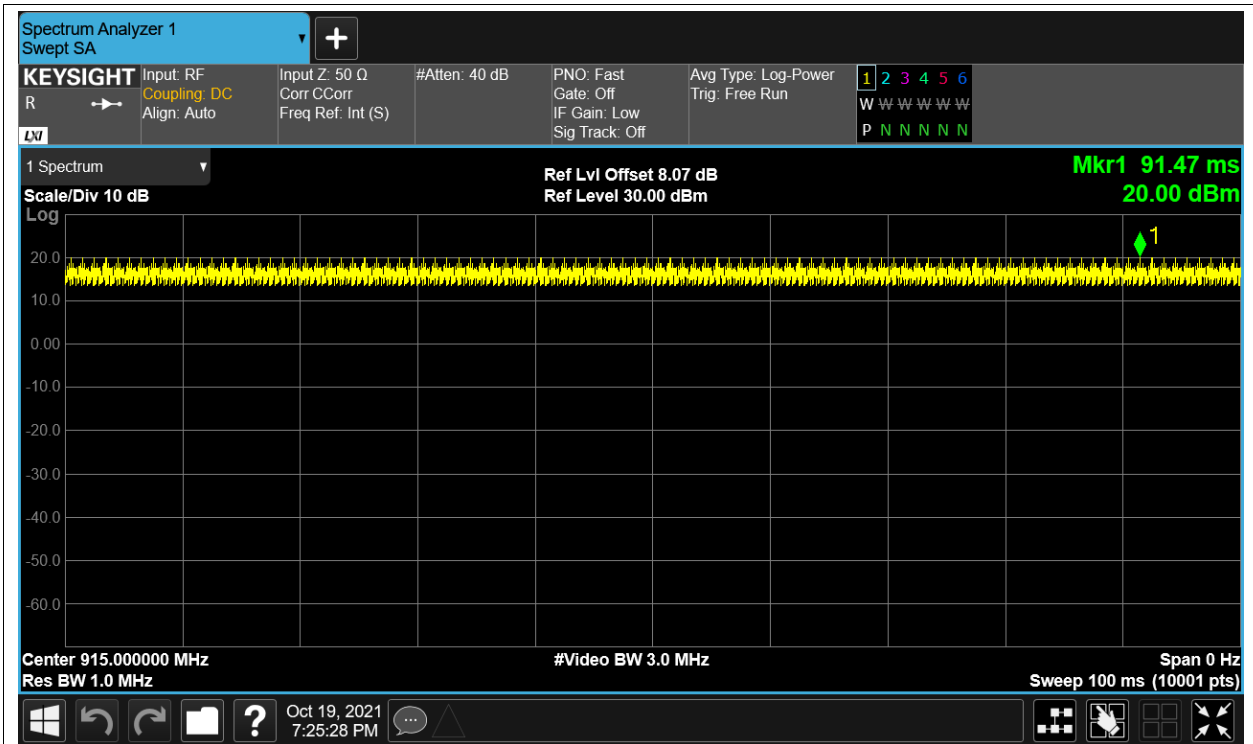 Spectrum Analyzer 1
Swept SA
KEYSIGHT
R
LXI
Input: RF
Coupling: DC
Align: Auto
Input Z: 50 Ω
Corr CCorr
Freq Ref: Int (S)
#Atten: 40 dB
PNO: Fast
Gate: Off
IF Gain: Low
Sig Track: Off
Avg Type: Log-Power
Trig: Free Run
1 2 3 4 5 6
W W W W W W
P N N N N N
1 Spectrum
Scale/Div 10 dB
Ref Lvl Offset 8.07 dB
Ref Level 30.00 dBm
Mkr1 91.47 ms
20.00 dBm
Log
1
20.0
10.0
0.00
-10.0
-20.0
-30.0
-40.0
-50.0
-60.0
Center 915.000000 MHz
#Video BW 3.0 MHz
Span 0 Hz
Res BW 1.0 MHz
Sweep 100 ms (10001 pts)
?
Oct 19, 2021
7:25:28 PM